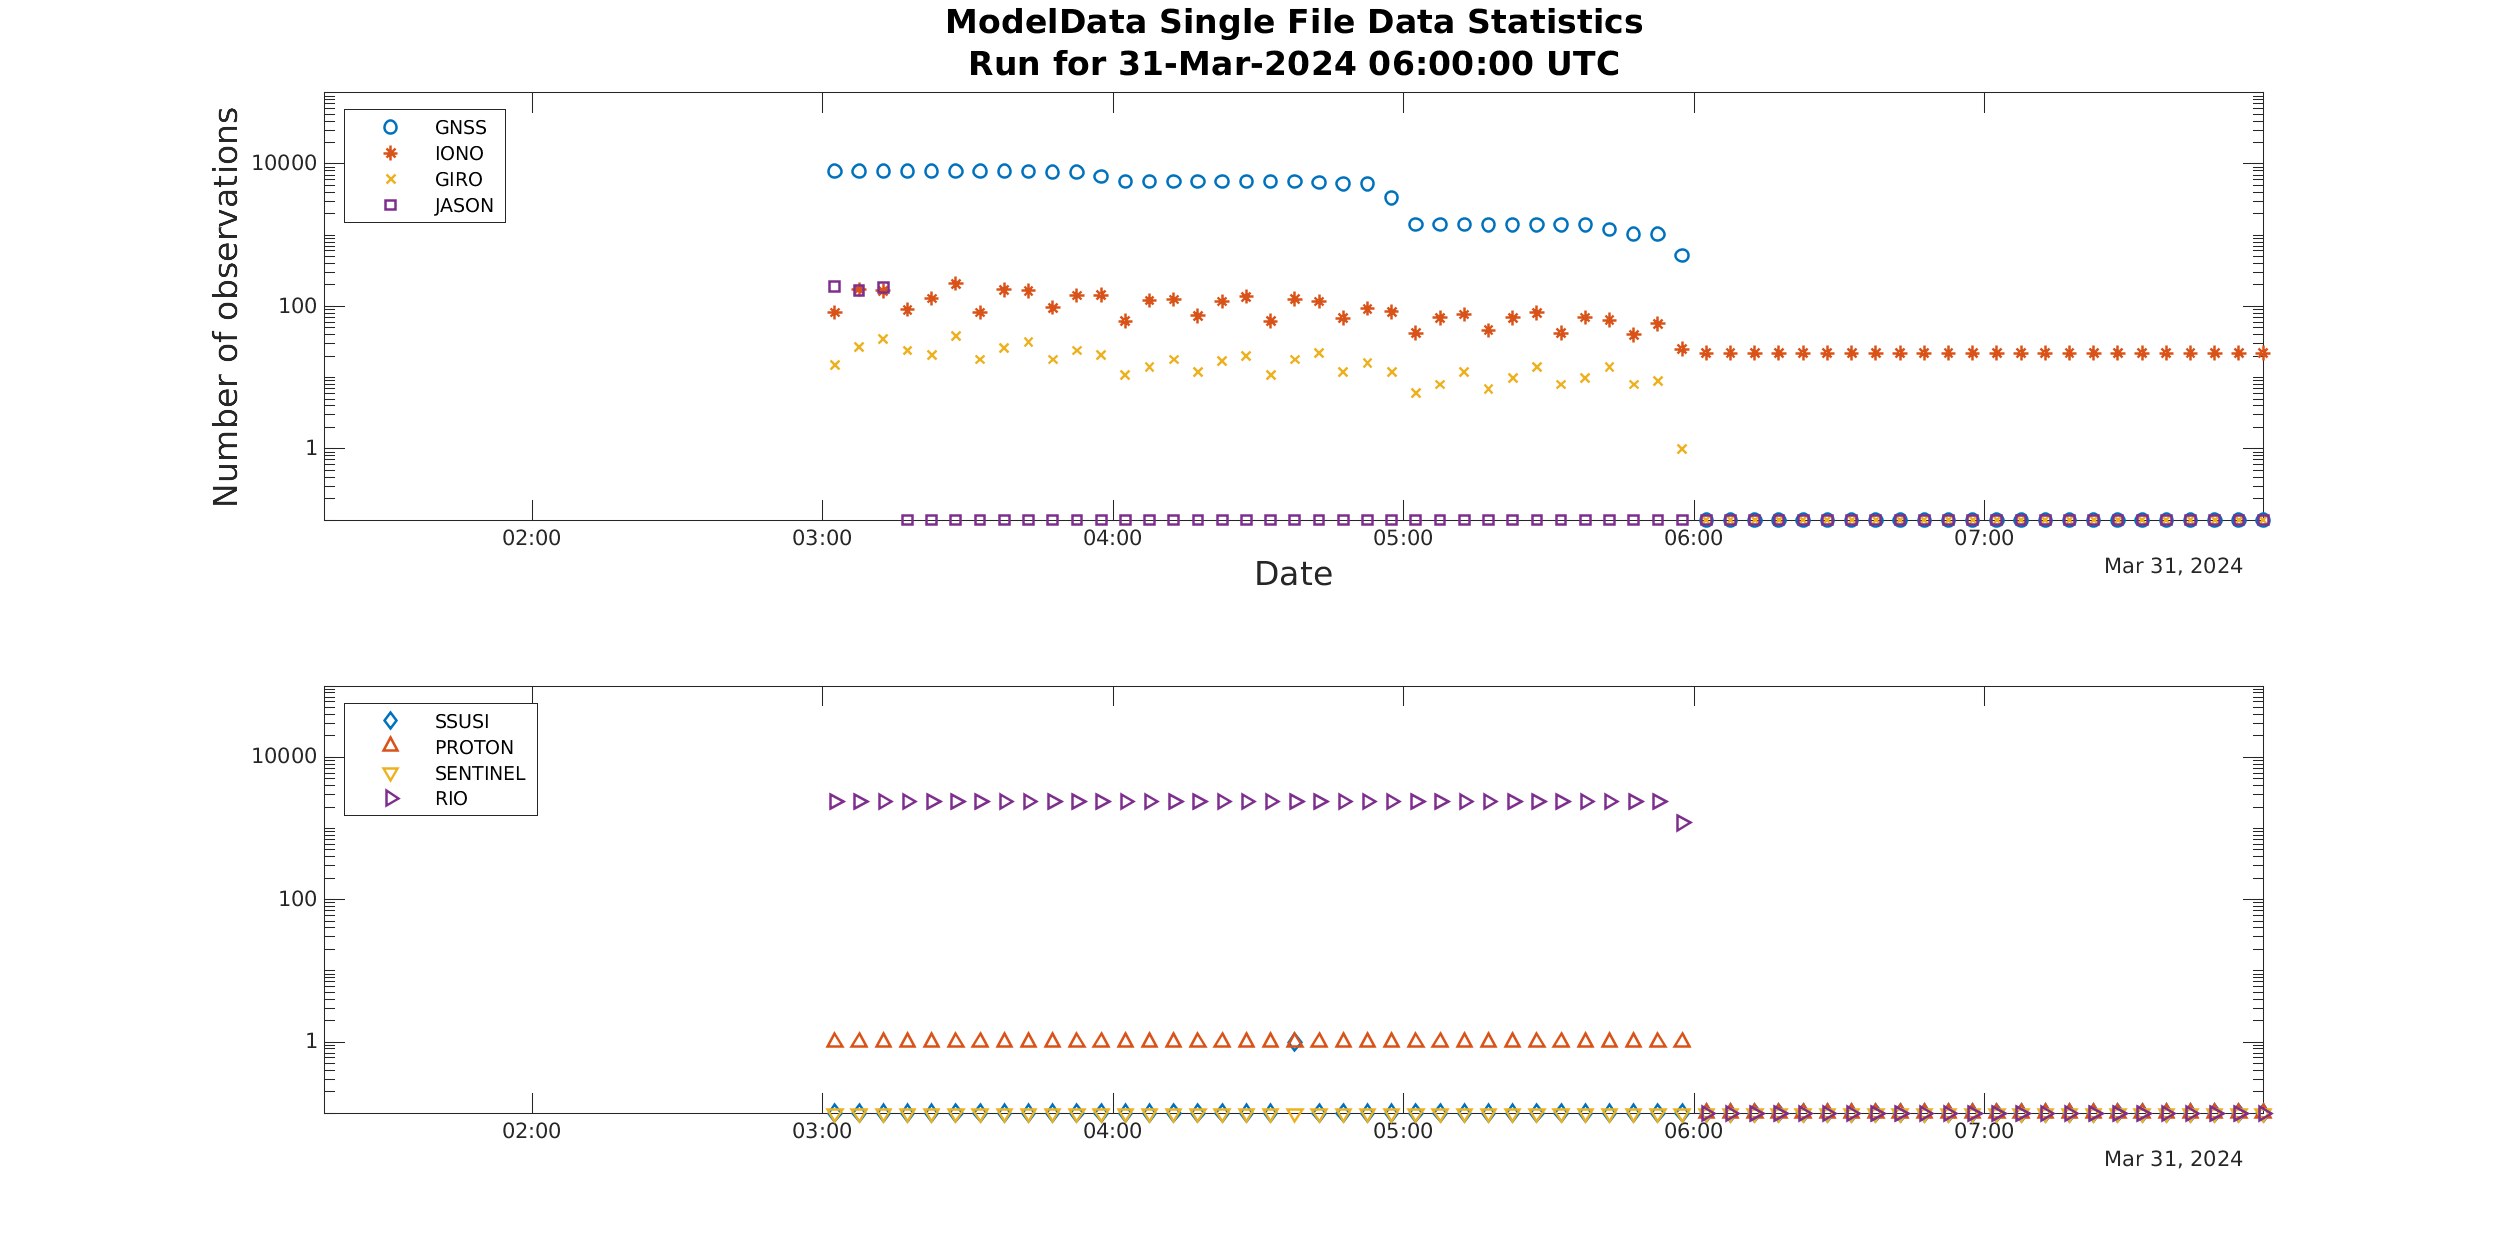 ModelData Single File Data Statistics
Run for 31-Mar-2024 06:00:00 UTC
Number of observations
10000
100
1
GNSS
IONO
GIRO
JASON
02:00 03:00 04:00 05:00 06:00 07:00
Mar 31, 2024
Date
10000
100
1
SSUSI
PROTON
SENTINEL
RIO
02:00 03:00 04:00 05:00 06:00 07:00
Mar 31, 2024